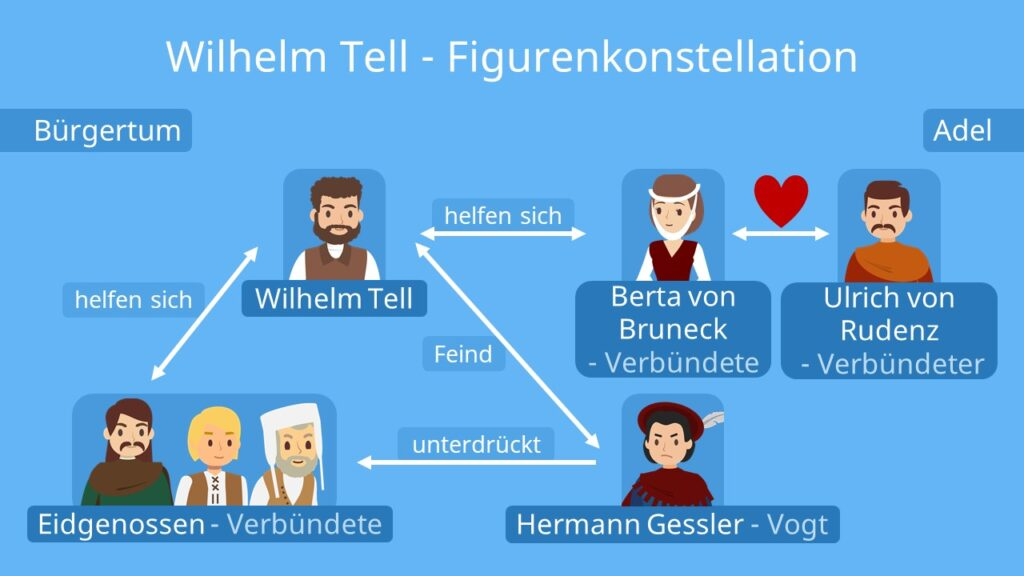 Wilhelm Tell - Figurenkonstellation
Bürgertum
Adel
helfen sich
helfen sich
Wilhelm Tell
Berta von
Bruneck
- Verbündete
Ulrich von
Rudenz
- Verbündeter
Feind
unterdrückt
Eidgenossen - Verbündete
Hermann Gessler - Vogt